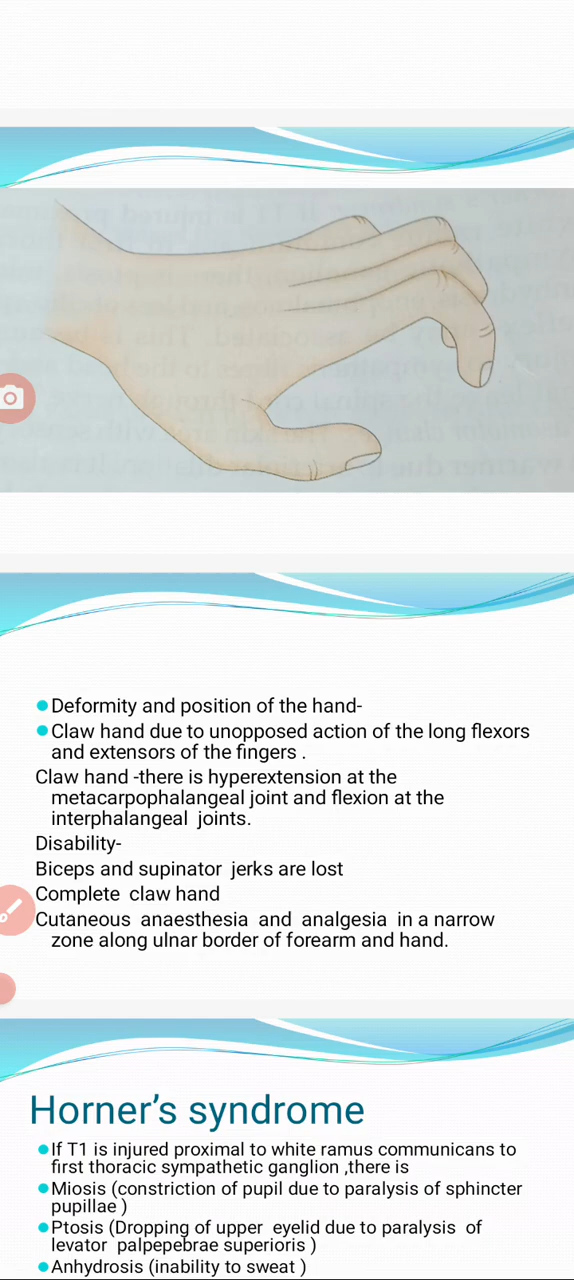 Deformity and position of the hand-
Claw hand due to unopposed action of the long flexors
and extensors of the fingers .
Claw hand -there is hyperextension at the
metacarpophalangeal joint and flexion at the
interphalangeal joints.
Disability-
Biceps and supinator jerks are lost
Complete claw hand
Cutaneous anaesthesia and analgesia in a narrow
zone along ulnar border of forearm and hand.
Horner's syndrome
If T1 is injured proximal to white ramus communicans to
first thoracic sympathetic ganglion ,there is
Miosis (constriction of pupil due to paralysis of sphincter
pupillae )
Ptosis (Dropping of upper eyelid due to paralysis of
levator palpepebrae superioris )
Anhydrosis (inability to sweat )